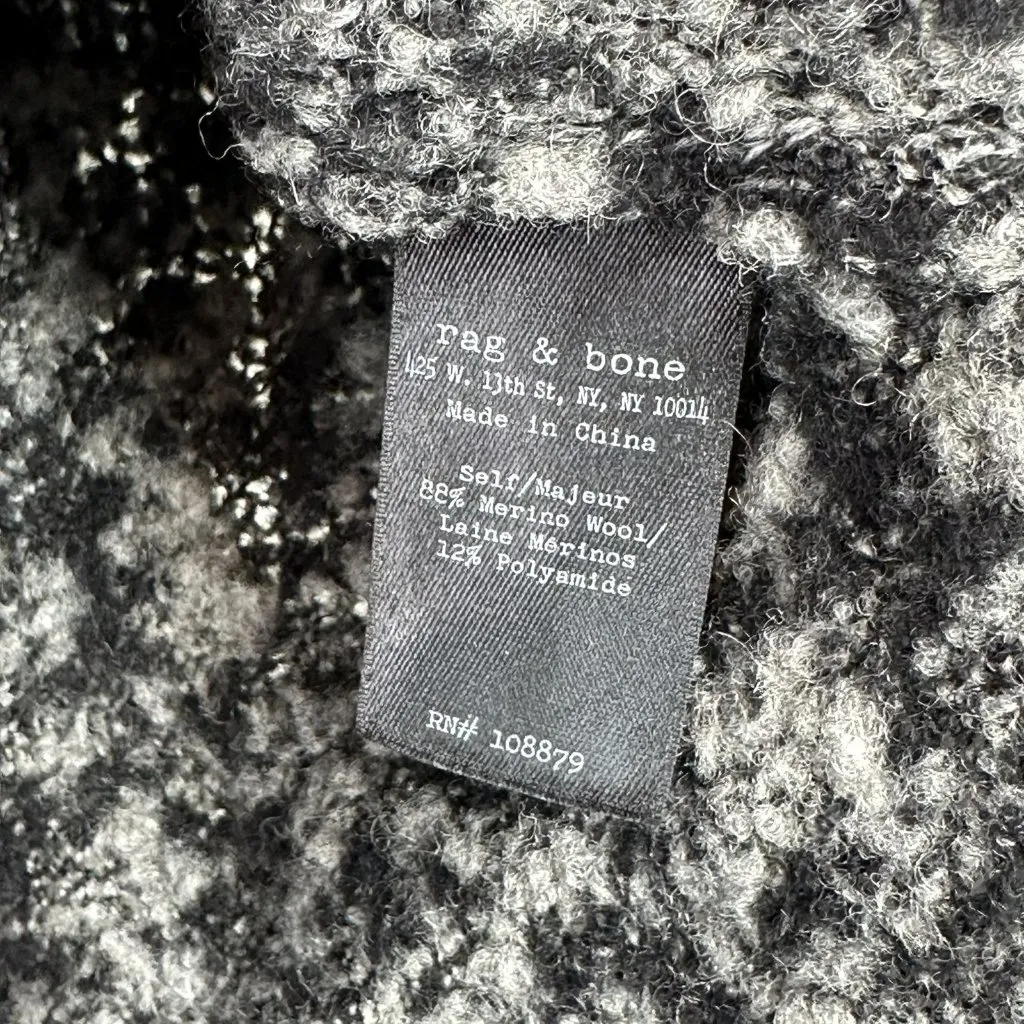 rag & bone
425 W. 13th St, NY, NY 10014
Made in China
Self/Majeur
88% Merino Wool/
Laine Mérinos
12% Polyamide
RN# 108879